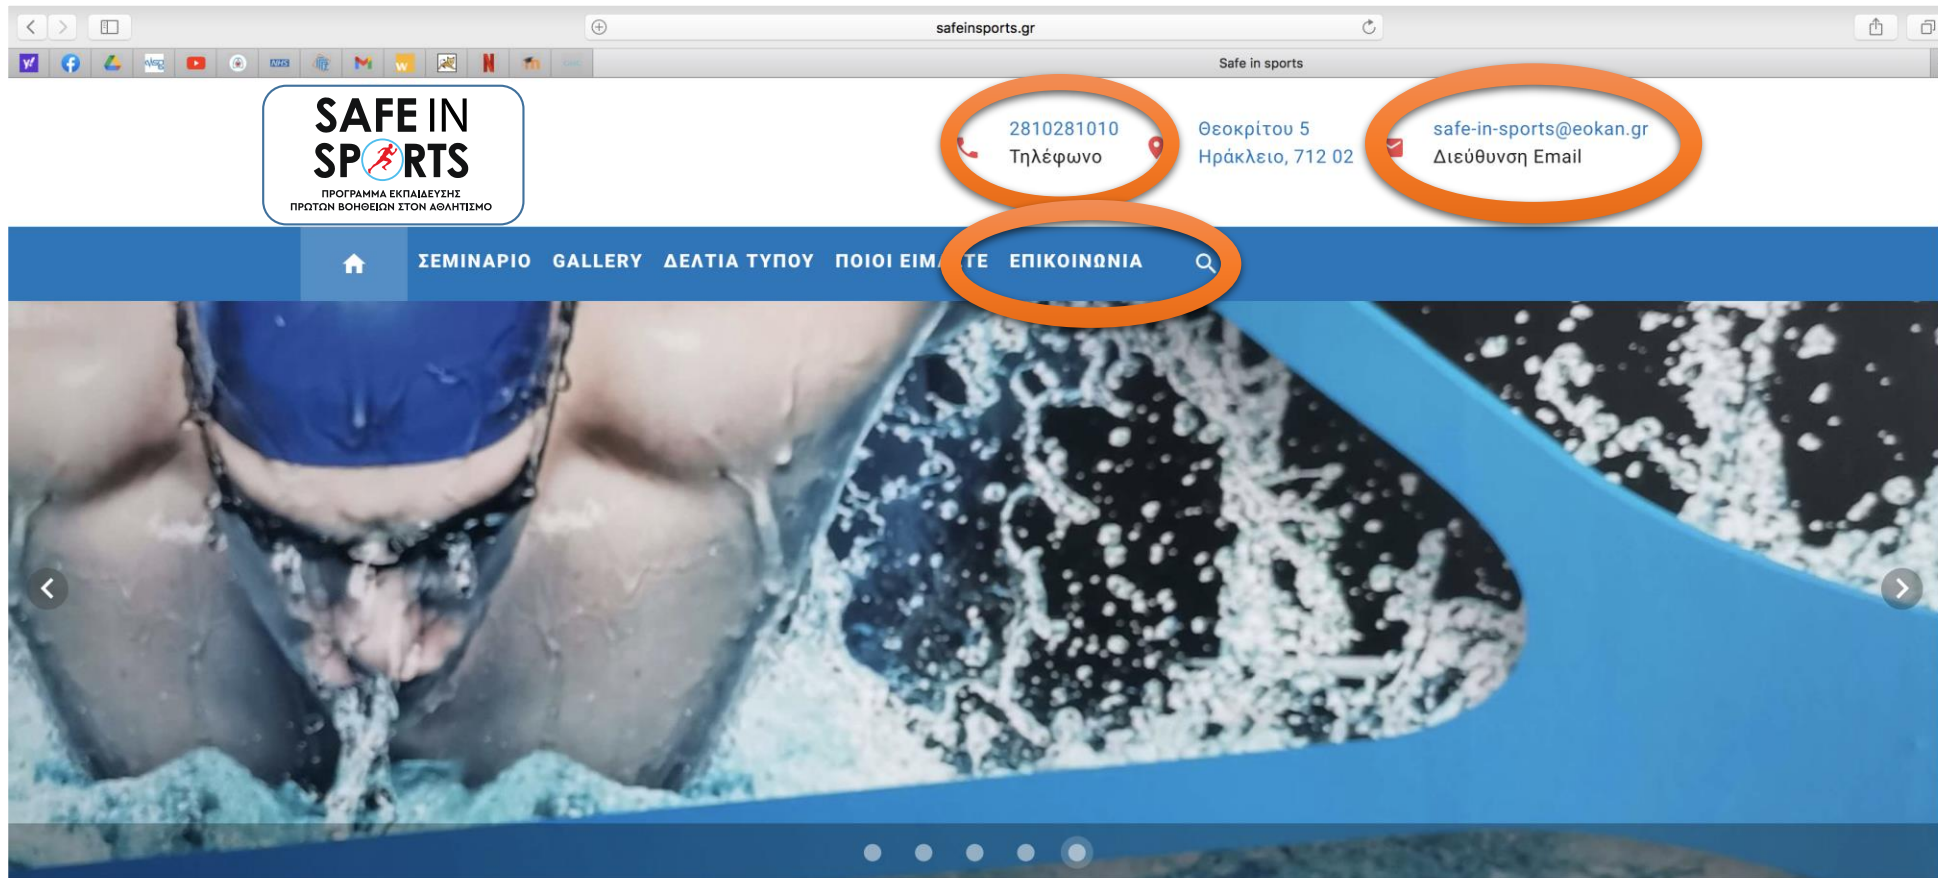 safeinsports.gr
Safe in sports
SAFE IN
SPORTS
ΠΡΟΓΡΑΜΜΑ ΕΚΠΑΙΔΕΥΣΗΣ
ΠΡΩΤΩΝ ΒΟΗΘΕΙΩΝ ΣΤΟΝ ΑΘΛΗΤΙΣΜΟ
2810281010
Τηλέφωνο
Θεοκρίτου 5
Ηράκλειο, 712 02
safe-in-sports@eokan.gr
Διεύθυνση Email
ΣΕΜΙΝΑΡΙΟ GALLERY ΔΕΛΤΙΑ ΤΥΠΟΥ ΠΟΙΟΙ ΕΙΜΑΣΤΕ ΕΠΙΚΟΙΝΩΝΙΑ